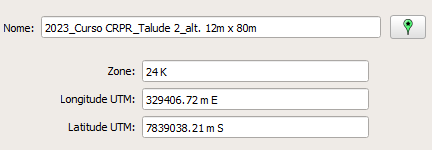 Nome: 2023_Curso CRPR_Talude 2_alt. 12m x 80m
Zone: 24 K
Longitude UTM: 329406.72 m E
Latitude UTM: 7839038.21 m S